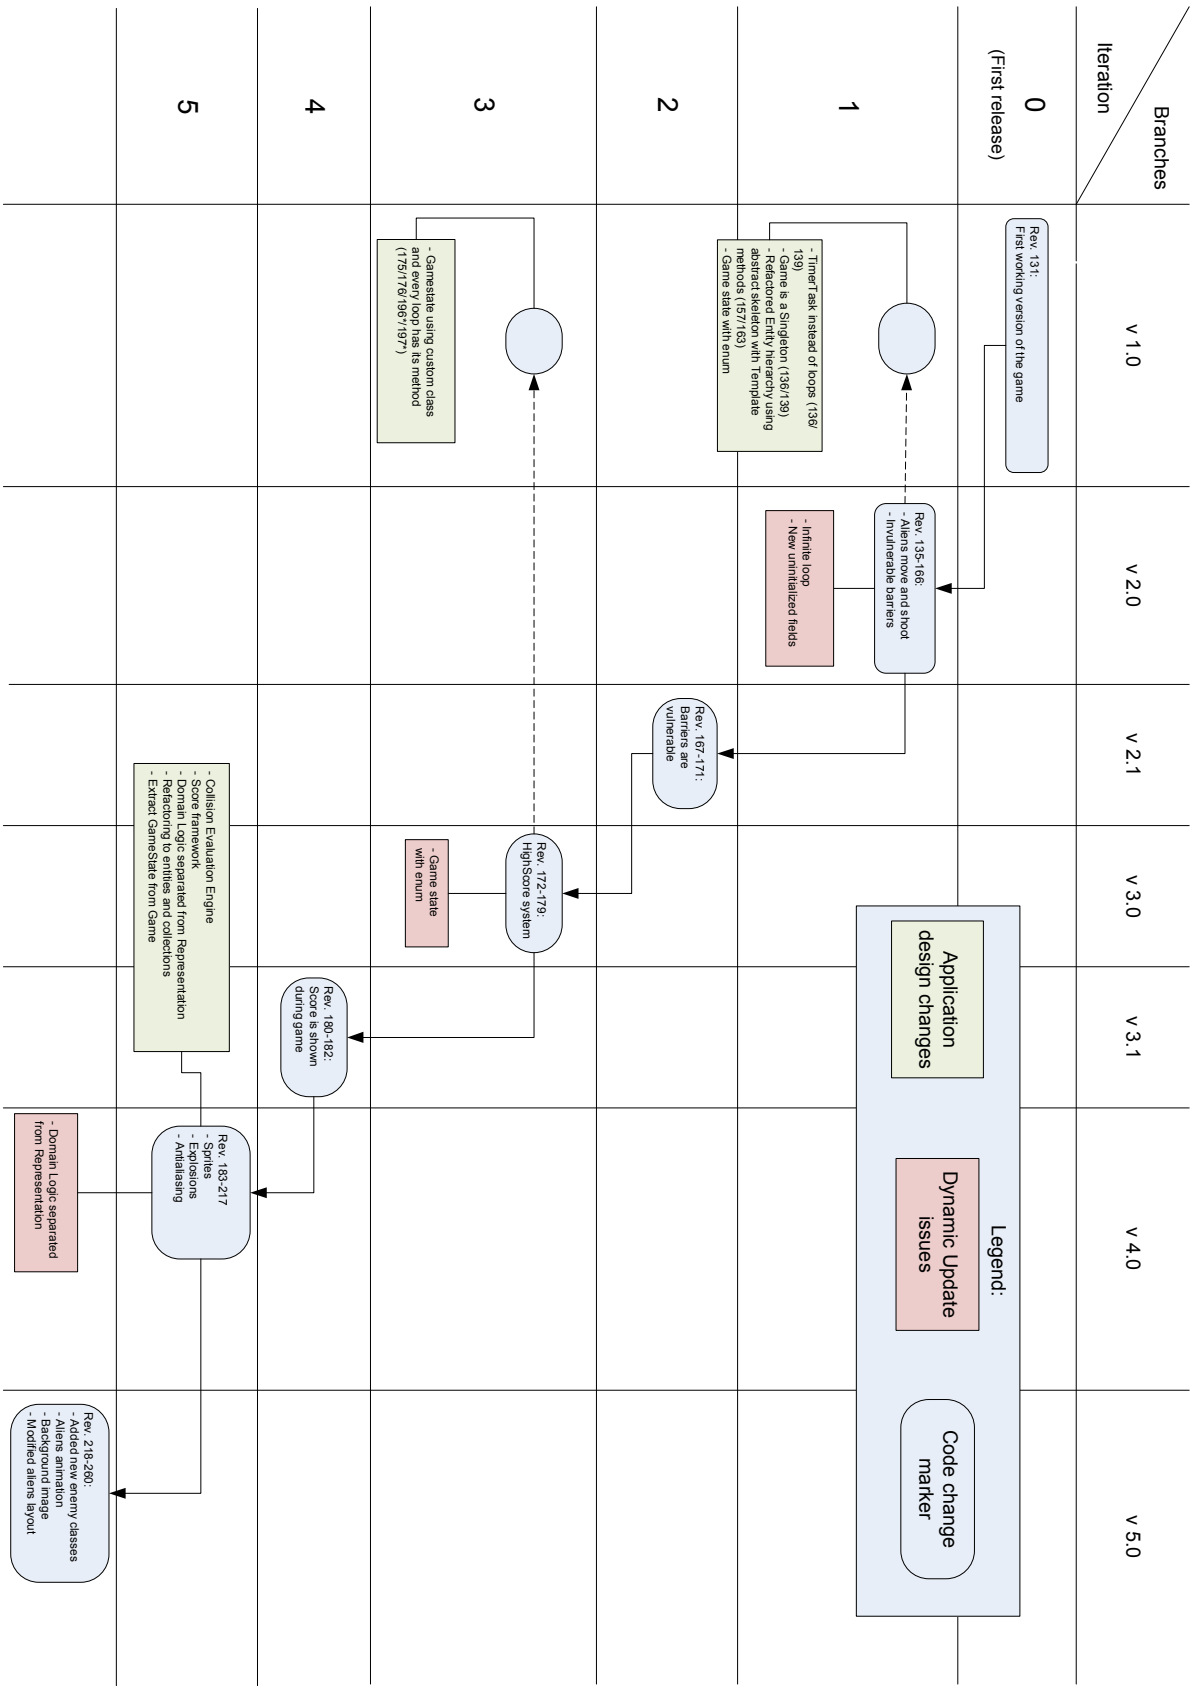 Branches
Iteration
v 1.0
v 2.0
v 2.1
v 3.0
v 3.1
v 4.0
v 5.0
0
(First release)
Rev. 131:
First working version of the game
Legend:
Application
design changes
Dynamic Update
issues
Code change
marker
1
- TimerTask instead of loops (136/
139)
- Game is a Singleton (136/139)
- Refactored Entity hierarchy using
abstract skeleton with Template
methods (157/163)
- Game state with enum
Rev. 135-166:
- Aliens move and shoot
- Invulnerable barriers
- Infinite loop
- New uninitialized fields
2
Rev. 167-171:
Barriers are
vulnerable
3
- Gamestate using custom class
and every loop has its method
(175/176/196*/197*)
Rev. 172-179:
HighScore system
- Game state
with enum
4
Rev. 180-182:
Score is shown
during game
5
- Collision Evaluation Engine
- Score framework
- Domain Logic separated from Representation
- Refactoring to entities and collections
- Extract GameState from Game
Rev. 183-217
- Sprites
- Explosions
- Antialiasing
- Domain Logic separated
from Representation
Rev. 218-260:
- Added new enemy classes
- Aliens animation
- Background image
- Modified aliens layout